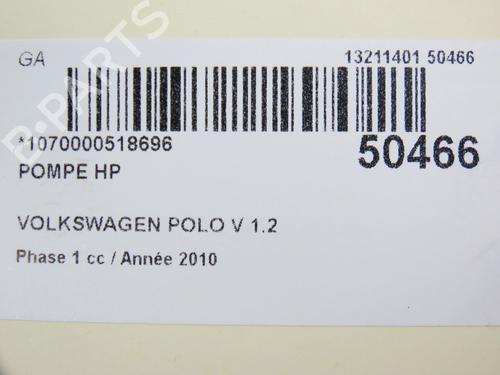 GA
13211401 50466
*1070000518696
50466
POMPE HP
VOLKSWAGEN POLO V 1.2
Phase 1 cc / Année 2010
B-PARTS